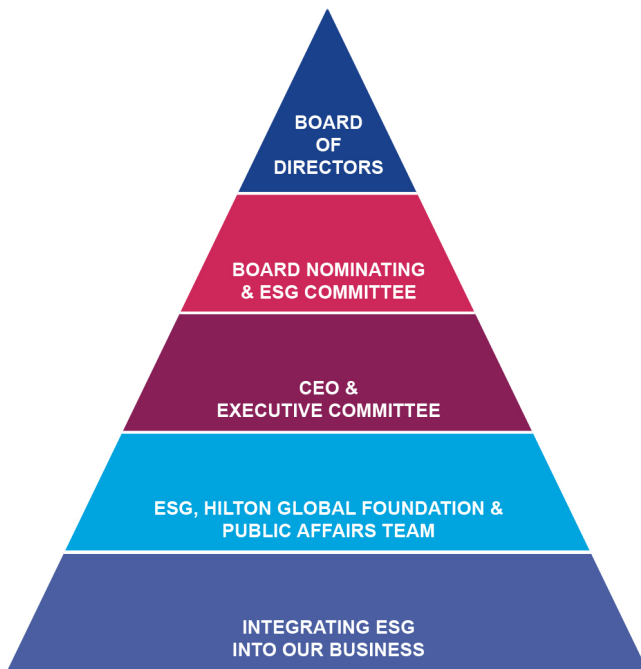 BOARD
OF
DIRECTORS
BOARD NOMINATING
& ESG COMMITTEE
CEO &
EXECUTIVE COMMITTEE
ESG, HILTON GLOBAL FOUNDATION &
PUBLIC AFFAIRS TEAM
INTEGRATING ESG
INTO OUR BUSINESS